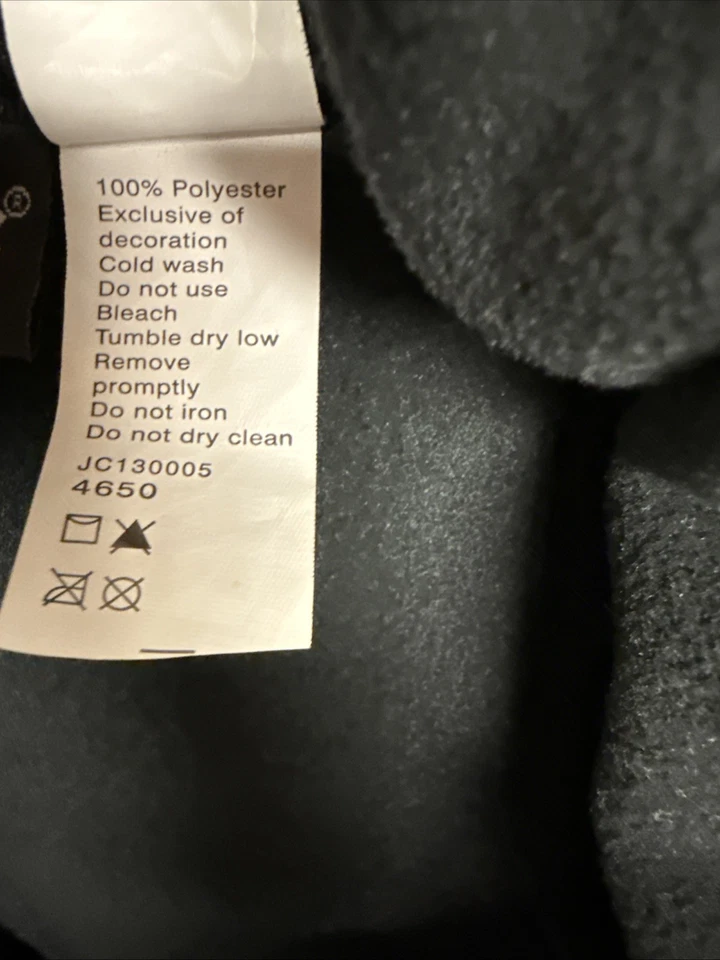 100% Polyester
Exclusive of
decoration
Cold wash
Do not use
Bleach
Tumble dry low
Remove
promptly
Do not iron
Do not dry clean
JC130005
4650
®